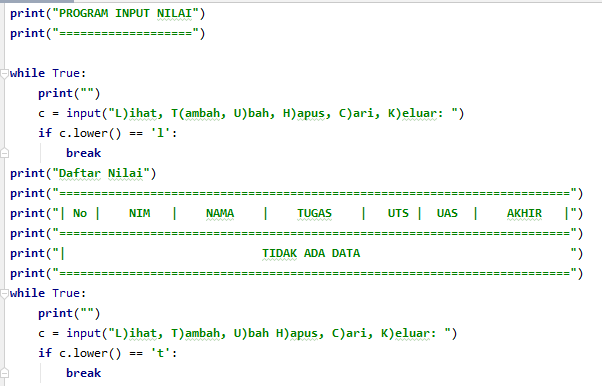 print("PROGRAM INPUT NILAI")
print("===================")
while True:
print("")
c = input("L)ihat, T(ambah, U)bah, H)apus, C)ari, K)eluar: ")
if c.lower() == 'l':
break
print("Daftar Nilai")
print("=========================================================================")
print("| No |    NIM   |    NAMA    |    TUGAS    |   UTS |  UAS  |    AKHIR   |")
print("=========================================================================")
print("|                            TIDAK ADA DATA                              ")
print("=========================================================================")
while True:
print("")
c = input("L)ihat, T)ambah, U)bah H)apus, C)ari, K)eluar: ")
if c.lower() == 't':
break